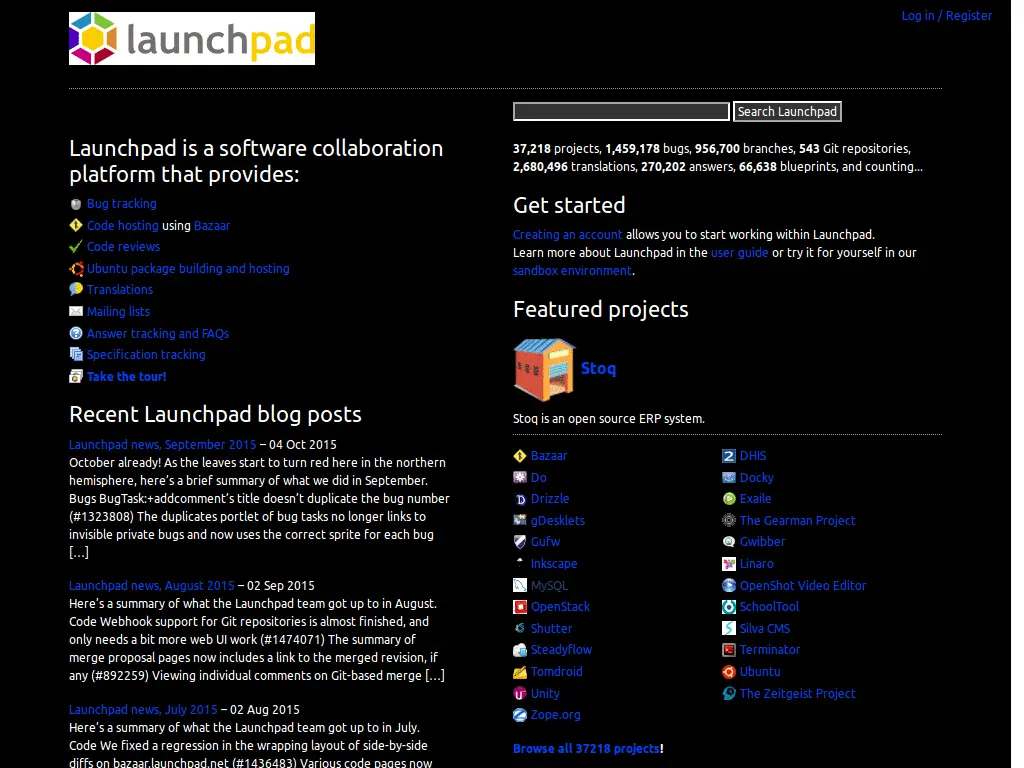 launchpad
Log in / Register
Search Launchpad
Launchpad is a software collaboration
platform that provides:
Bug tracking
Code hosting using Bazaar
Code reviews
Ubuntu package building and hosting
Translations
Mailing lists
Answer tracking and FAQs
Specification tracking
Take the tour!
Recent Launchpad blog posts
Launchpad news, September 2015 – 04 Oct 2015
October already! As the leaves start to turn red here in the northern
hemisphere, here’s a brief summary of what we did in September.
Bugs BugTask:+addcomment’s title doesn’t duplicate the bug number
(#1323808) The duplicates portlet of bug tasks no longer links to
invisible private bugs and now uses the correct sprite for each bug
[…]
Launchpad news, August 2015 – 02 Sep 2015
Here’s a summary of what the Launchpad team got up to in August.
Code Webhook support for Git repositories is almost finished, and
only needs a bit more web UI work (#1474071) The summary of
merge proposal pages now includes a link to the merged revision, if
any (#892259) Viewing individual comments on Git-based merge […]
Launchpad news, July 2015 – 02 Aug 2015
Here’s a summary of what the Launchpad team got up to in July.
Code We fixed a regression in the wrapping layout of side-by-side
diffs on bazaar.launchpad.net (#1436483) Various code pages now
37,218 projects, 1,459,178 bugs, 956,700 branches, 543 Git repositories,
2,680,496 translations, 270,202 answers, 66,638 blueprints, and counting...
Get started
Creating an account allows you to start working within Launchpad.
Learn more about Launchpad in the user guide or try it for yourself in our
sandbox environment.
Featured projects
Stoq
Stoq is an open source ERP system.
Bazaar
Do
Drizzle
gDesklets
Gufw
Inkscape
MySQL
OpenStack
Shutter
Steadyflow
Tomdroid
Unity
Zope.org
DHIS
Docky
Exaile
The Gearman Project
Gwibber
Linaro
OpenShot Video Editor
SchoolTool
Silva CMS
Terminator
Ubuntu
The Zeitgeist Project
Browse all 37218 projects!